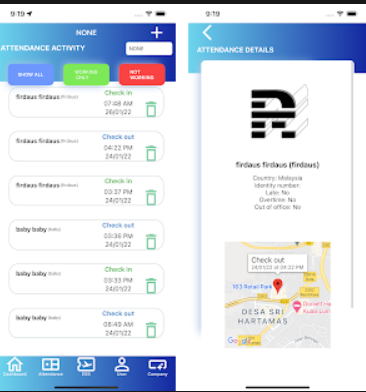 9:19
NONE
ATTENDANCE ACTIVITY
NONE
SHOW ALL
WORKING ONLY
NOT WORKING
firdaus firdaus (firdaus)
Check in
07:48 AM
26/01/22
firdaus firdaus (firdaus)
Check out
04:22 PM
24/01/22
firdaus firdaus (firdaus)
Check in
03:37 PM
24/01/22
baby baby (baby)
Check out
03:36 PM
24/01/22
baby baby (baby)
Check in
03:33 PM
24/01/22
baby baby (baby)
Check out
08:49 AM
24/01/22
Dashboard
Attendance
User
Company
9:19
ATTENDANCE DETAILS
firdaus firdaus (firdaus)
Country: Malaysia
Identity number:
Late: No
Overtime: No
Out of office: No
Check out
24/01/22 at 04:22 PM
163 Retail Park
DESA SRI
HARTAMAS
Google